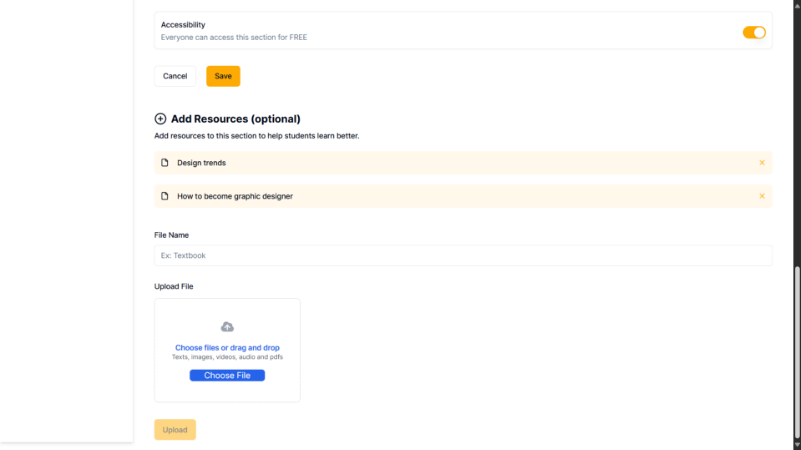 Accessibility
Everyone can access this section for FREE
Cancel
Save
Add Resources (optional)
Add resources to this section to help students learn better.
Design trends
How to become graphic designer
File Name
Ex: Textbook
Upload File
Choose files or drag and drop
Texts, images, videos, audio and pdfs
Choose File
Upload